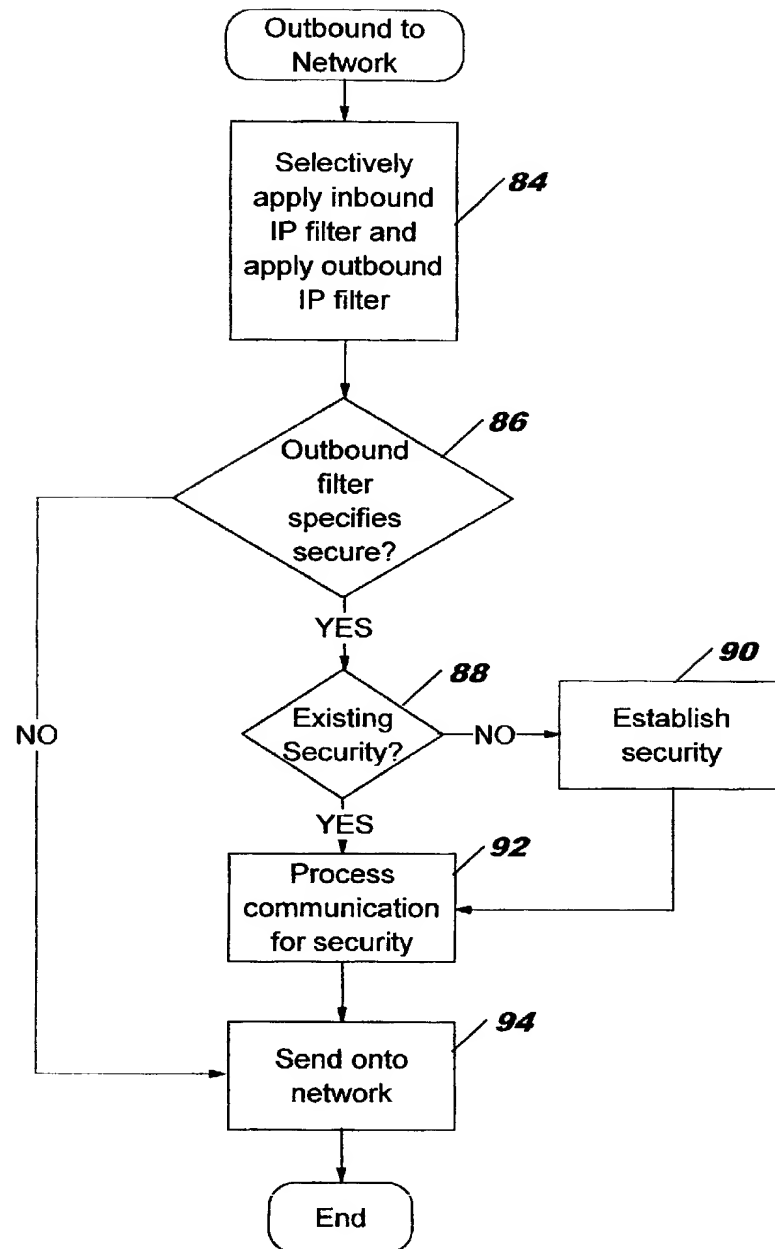 Outbound to
Network
Selectively
apply inbound
IP filter and
apply outbound
IP filter
84
Outbound
filter
specifies
secure?
86
YES
NO
Existing
Security?
88
NO
Establish
security
90
YES
Process
communication
for security
92
Send onto
network
94
End